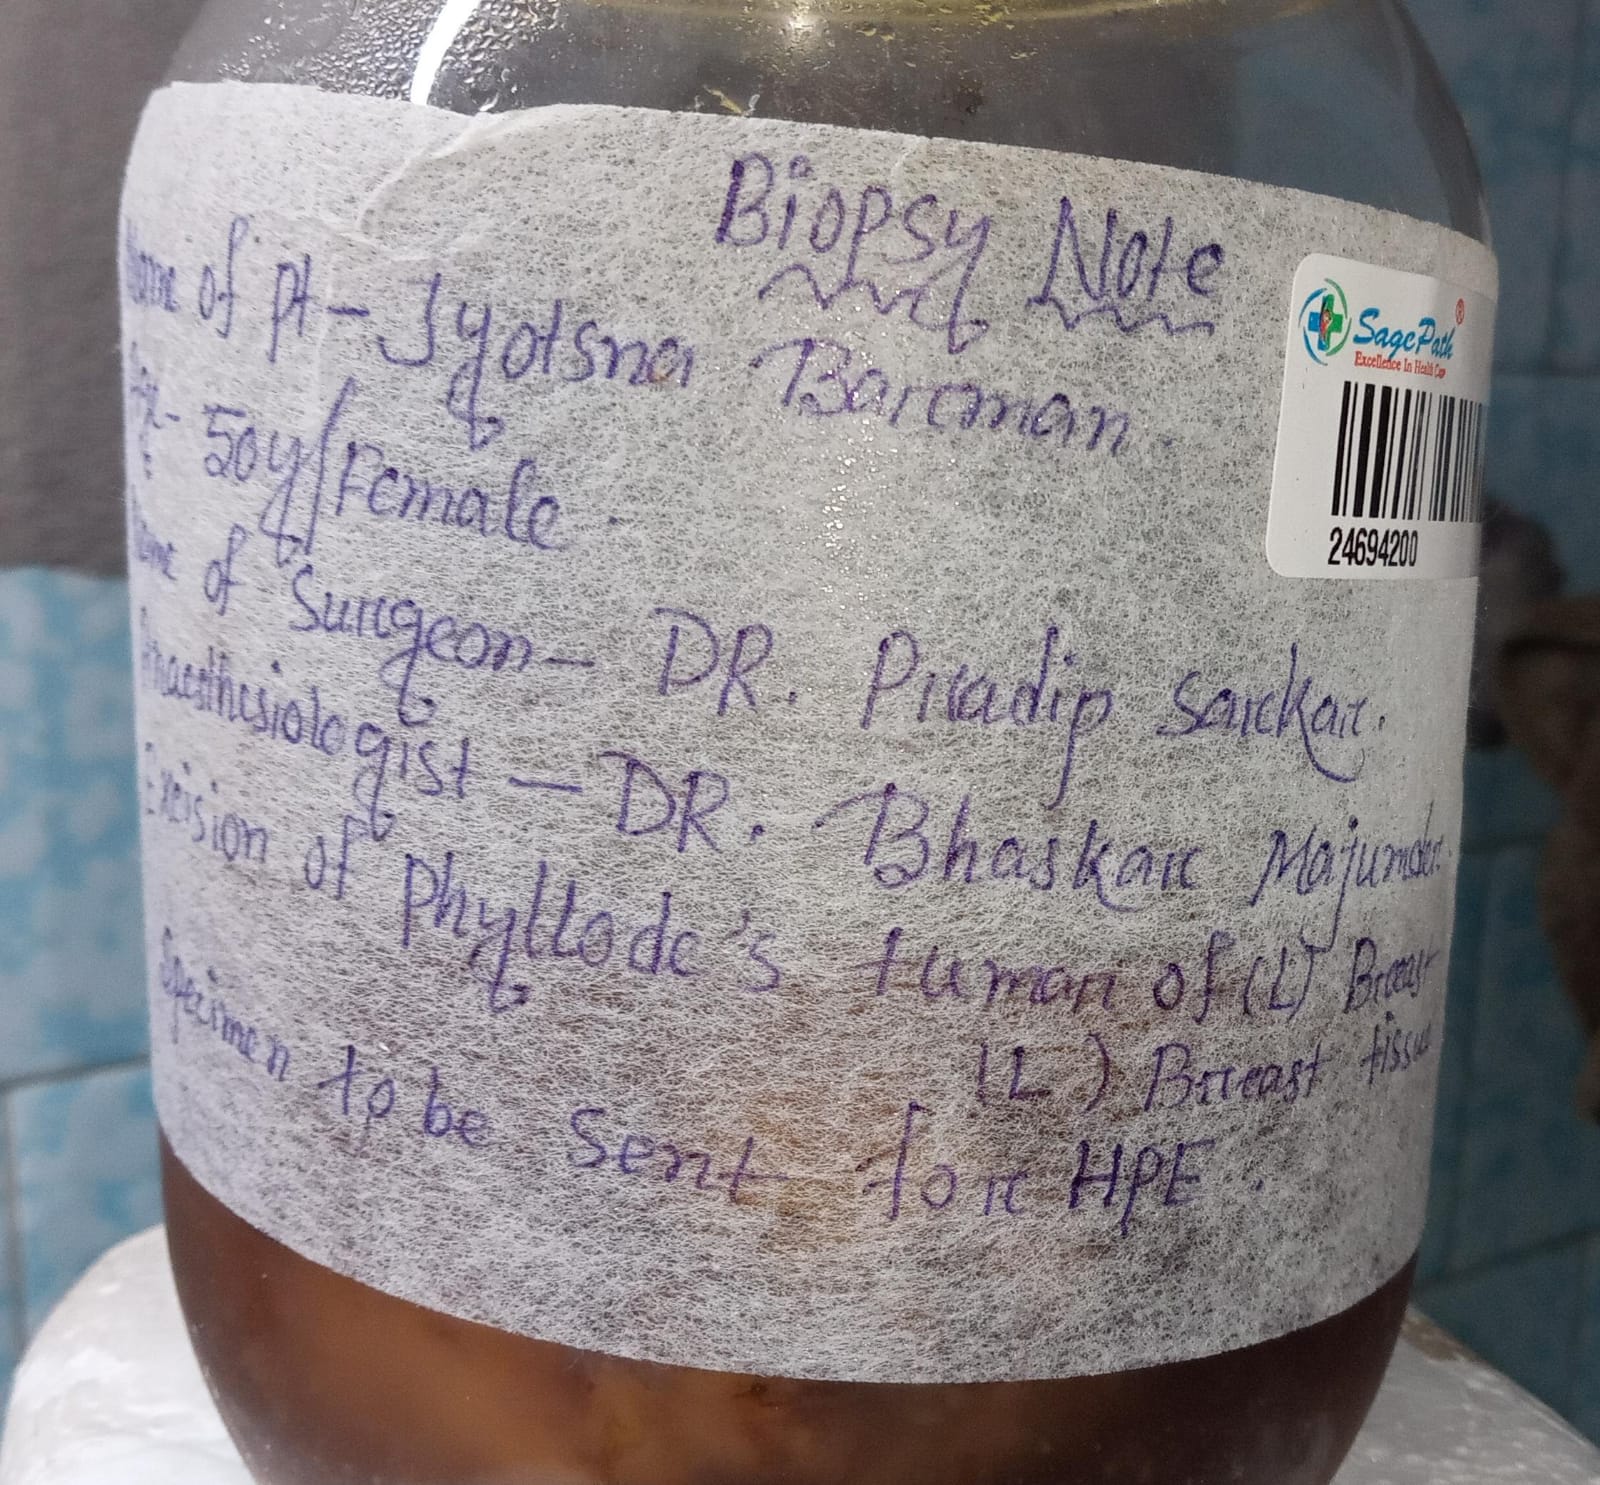 Biopsy Note
Name of Pt - Jyotsna Barman.
Age - 50y/Female.
Name of Surgeon - DR. Pradip Sarkar.
Anaesthesiologist - DR. Bhaskar Majumdar.
Excision of Phyllode's tumor of (L) Breast
(L) Breast tissue
Specimen to be sent for HPE.
SagePath®
Excellence In Health Care
24694200